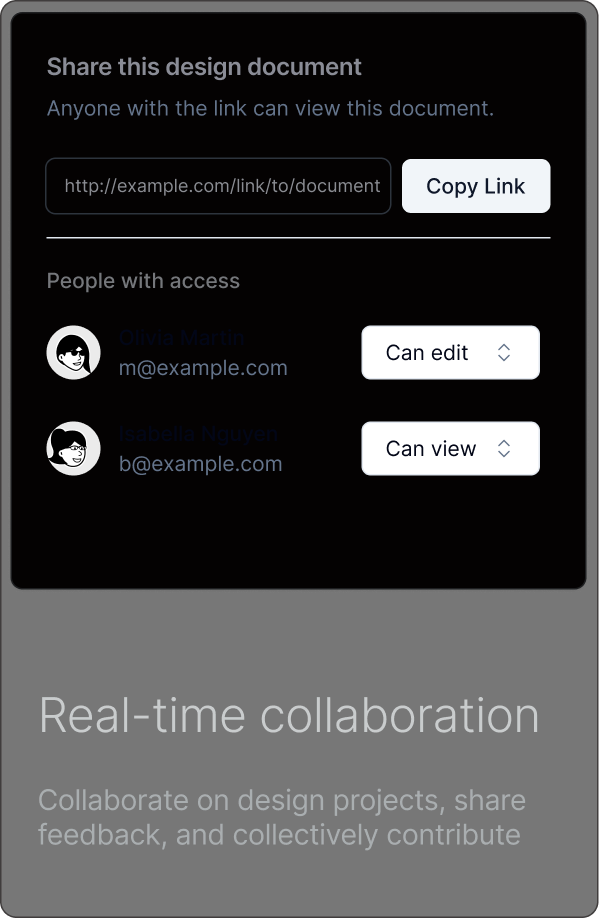 Share this design document
Anyone with the link can view this document.
http://example.com/link/to/document
Copy Link
People with access
Olivia Martin
m@example.com
Can edit
Isabella Nguyen
b@example.com
Can view
Real-time collaboration
Collaborate on design projects, share
feedback, and collectively contribute